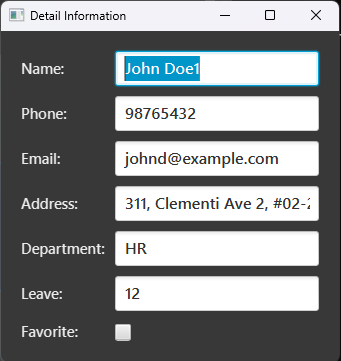 Detail Information
Name: John Doe1
Phone: 98765432
Email: johnd@example.com
Address: 311, Clementi Ave 2, #02-2
Department: HR
Leave: 12
Favorite: